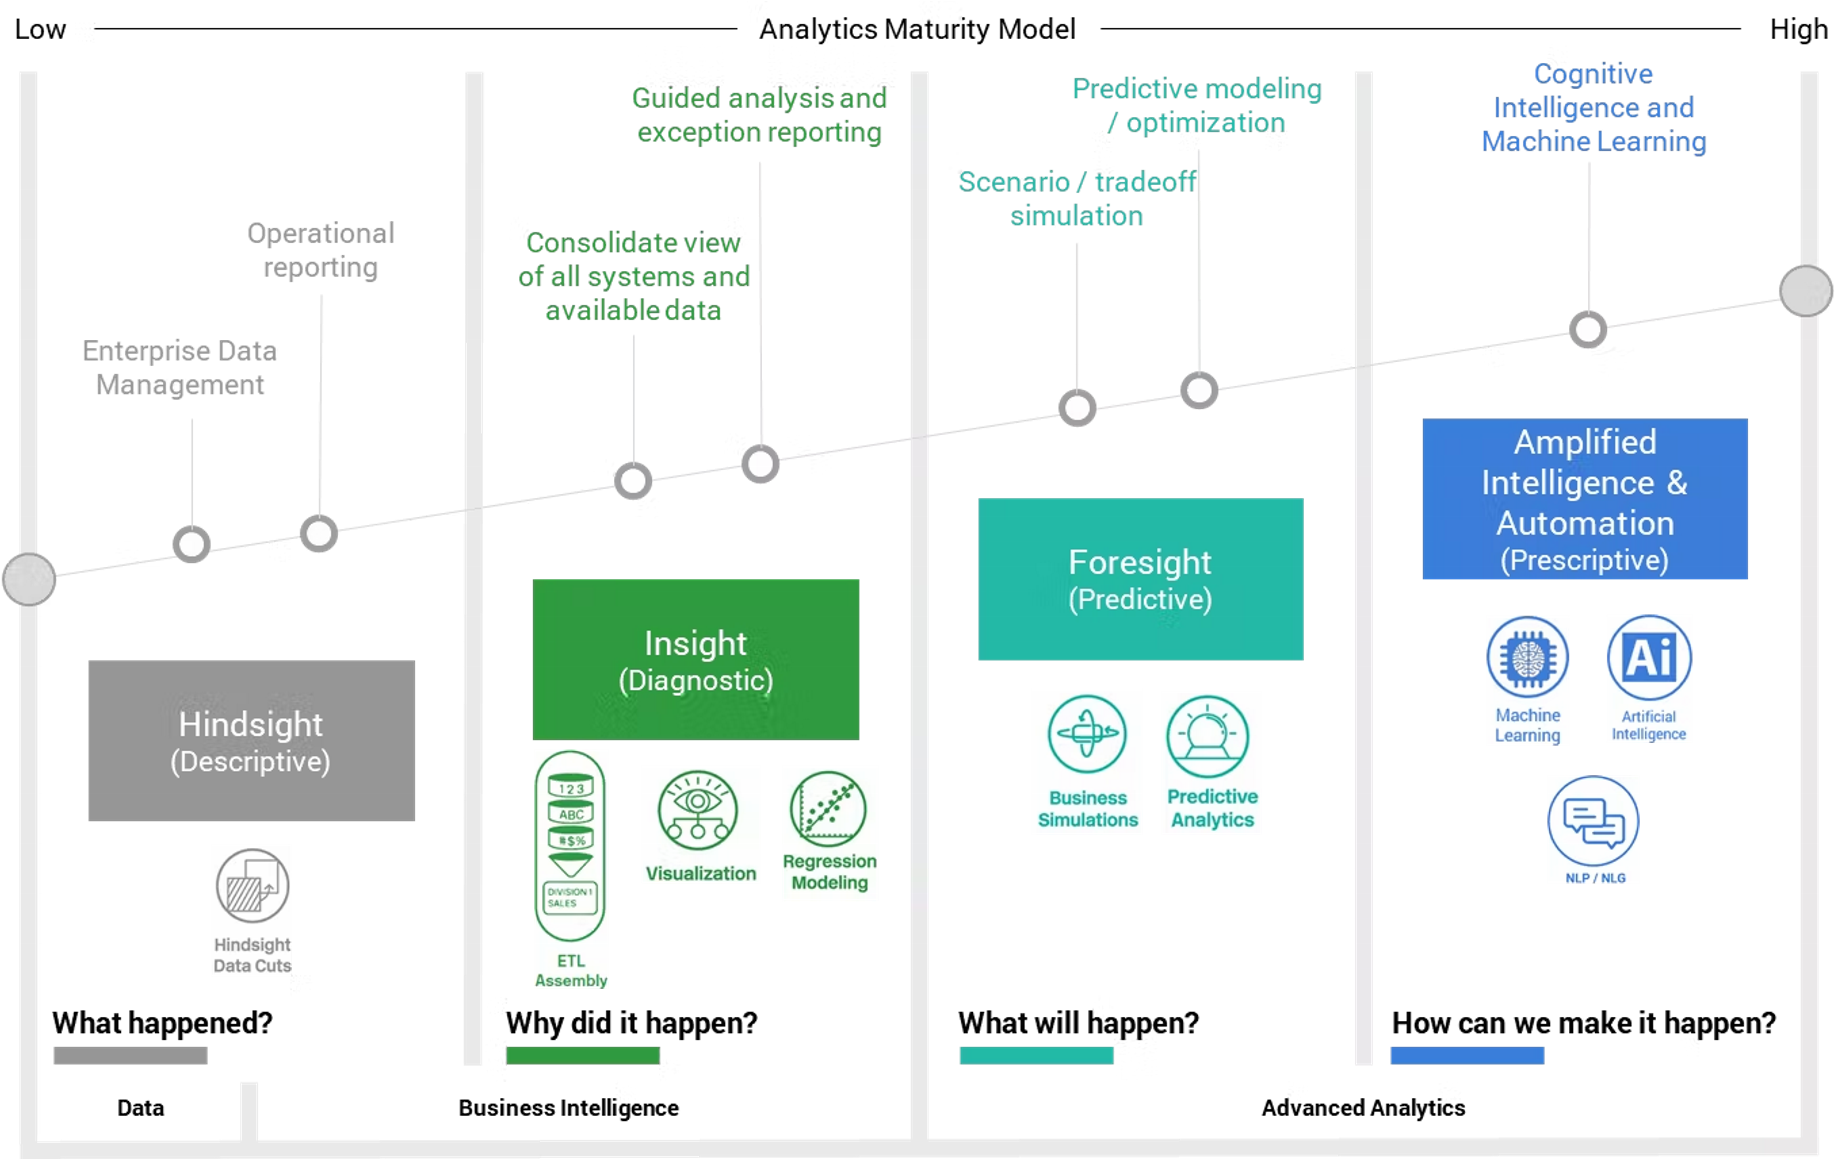 Low
Analytics Maturity Model
High
Enterprise Data
Management
Operational
reporting
Consolidate view
of all systems and
available data
Guided analysis and
exception reporting
Scenario / tradeoff
simulation
Predictive modeling
/ optimization
Cognitive
Intelligence and
Machine Learning
Hindsight
(Descriptive)
Hindsight
Data Cuts
What happened?
Insight
(Diagnostic)
123
ABC
#$%
DIVISION 1
SALES
ETL
Assembly
Visualization
Regression
Modeling
Why did it happen?
Foresight
(Predictive)
Business
Simulations
Predictive
Analytics
What will happen?
Amplified
Intelligence &
Automation
(Prescriptive)
Machine
Learning
Ai
Artificial
Intelligence
NLP / NLG
How can we make it happen?
Data
Business Intelligence
Advanced Analytics